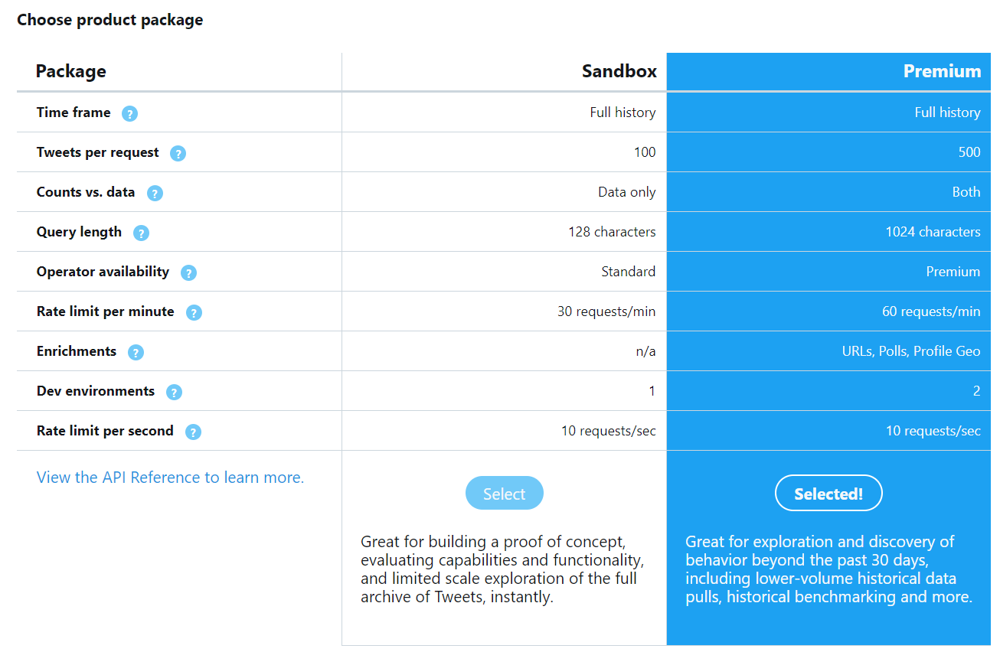 Choose product package
Package Sandbox Premium
Time frame ? Full history Full history
Tweets per request ? 100 500
Counts vs. data ? Data only Both
Query length ? 128 characters 1024 characters
Operator availability ? Standard Premium
Rate limit per minute ? 30 requests/min 60 requests/min
Enrichments ? n/a URLs, Polls, Profile Geo
Dev environments ? 1 2
Rate limit per second ? 10 requests/sec 10 requests/sec
View the API Reference to learn more.
Select
Great for building a proof of concept,
evaluating capabilities and functionality,
and limited scale exploration of the full
archive of Tweets, instantly.
Selected!
Great for exploration and discovery of
behavior beyond the past 30 days,
including lower-volume historical data
pulls, historical benchmarking and more.